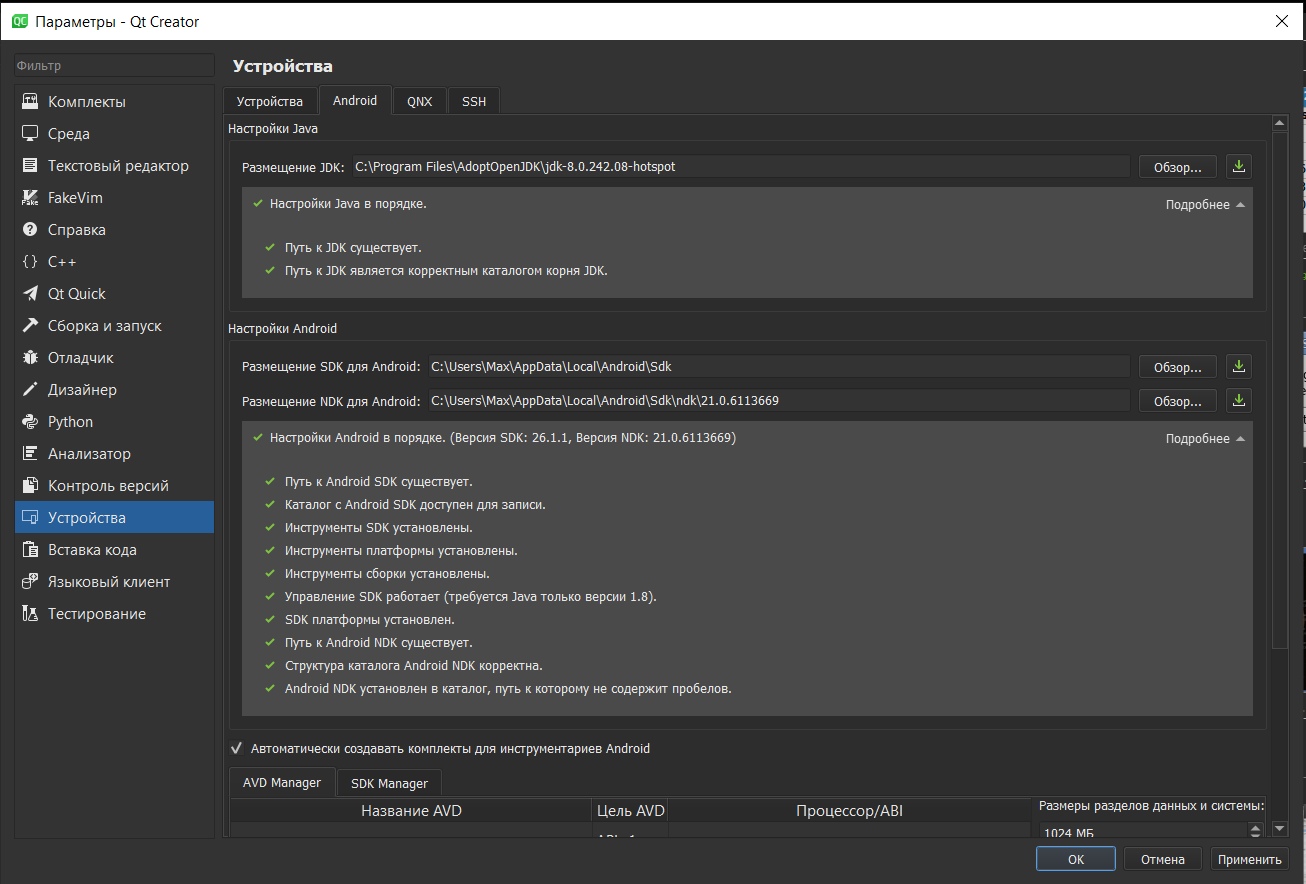 Параметры - Qt Creator
Фильтр
Комплекты
Среда
Текстовый редактор
FakeVim
Справка
C++
Qt Quick
Сборка и запуск
Отладчик
Дизайнер
Python
Анализатор
Контроль версий
Устройства
Вставка кода
Языковый клиент
Тестирование
Устройства
Устройства Android QNX SSH
Настройки Java
Размещение JDK: C:\Program Files\AdoptOpenJDK\jdk-8.0.242.08-hotspot Обзор...
Настройки Java в порядке. Подробнее
Путь к JDK существует.
Путь к JDK является корректным каталогом корня JDK.
Настройки Android
Размещение SDK для Android: C:\Users\Max\AppData\Local\Android\Sdk Обзор...
Размещение NDK для Android: C:\Users\Max\AppData\Local\Android\Sdk\ndk\21.0.6113669 Обзор...
Настройки Android в порядке. (Версия SDK: 26.1.1, Версия NDK: 21.0.6113669) Подробнее
Путь к Android SDK существует.
Каталог с Android SDK доступен для записи.
Инструменты SDK установлены.
Инструменты платформы установлены.
Инструменты сборки установлены.
Управление SDK работает (требуется Java только версии 1.8).
SDK платформы установлен.
Путь к Android NDK существует.
Структура каталога Android NDK корректна.
Android NDK установлен в каталог, путь к которому не содержит пробелов.
Автоматически создавать комплекты для инструментариев Android
AVD Manager SDK Manager
Название AVD Цель AVD Процессор/ABI Размеры разделов данных и системы:
1024 МБ
OK Отмена Применить